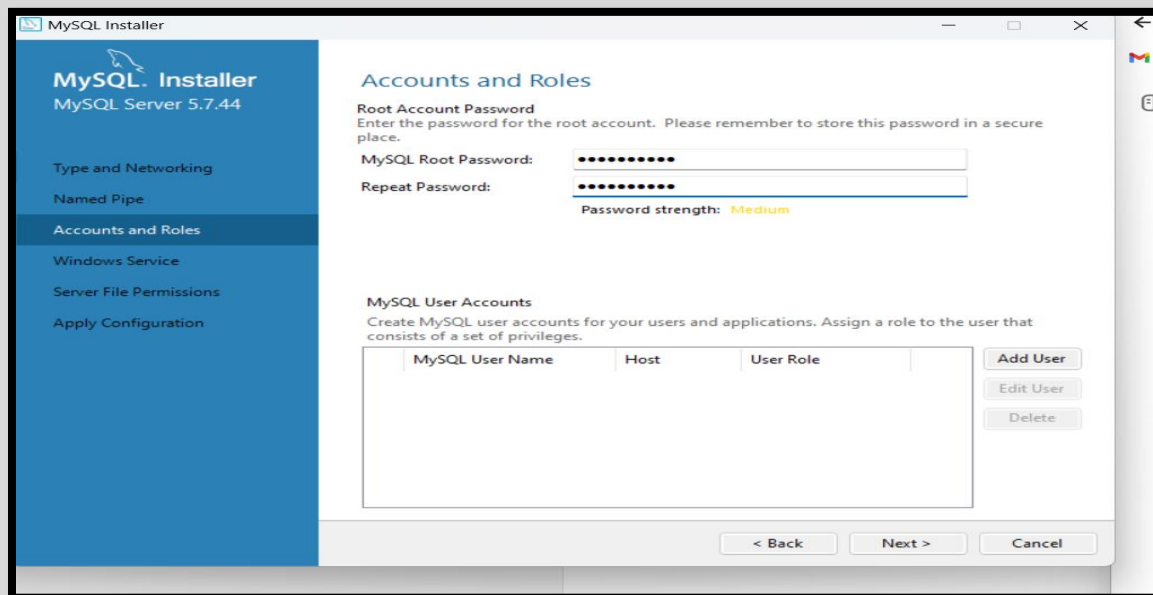 MySQL Installer
MySQL. Installer
MySQL Server 5.7.44
Type and Networking
Named Pipe
Accounts and Roles
Windows Service
Server File Permissions
Apply Configuration
Accounts and Roles
Root Account Password
Enter the password for the root account. Please remember to store this password in a secure
place.
MySQL Root Password: ••••••••••
Repeat Password: ••••••••••
Password strength: Medium
MySQL User Accounts
Create MySQL user accounts for your users and applications. Assign a role to the user that
consists of a set of privileges.
MySQL User Name Host User Role
Add User
Edit User
Delete
< Back Next > Cancel